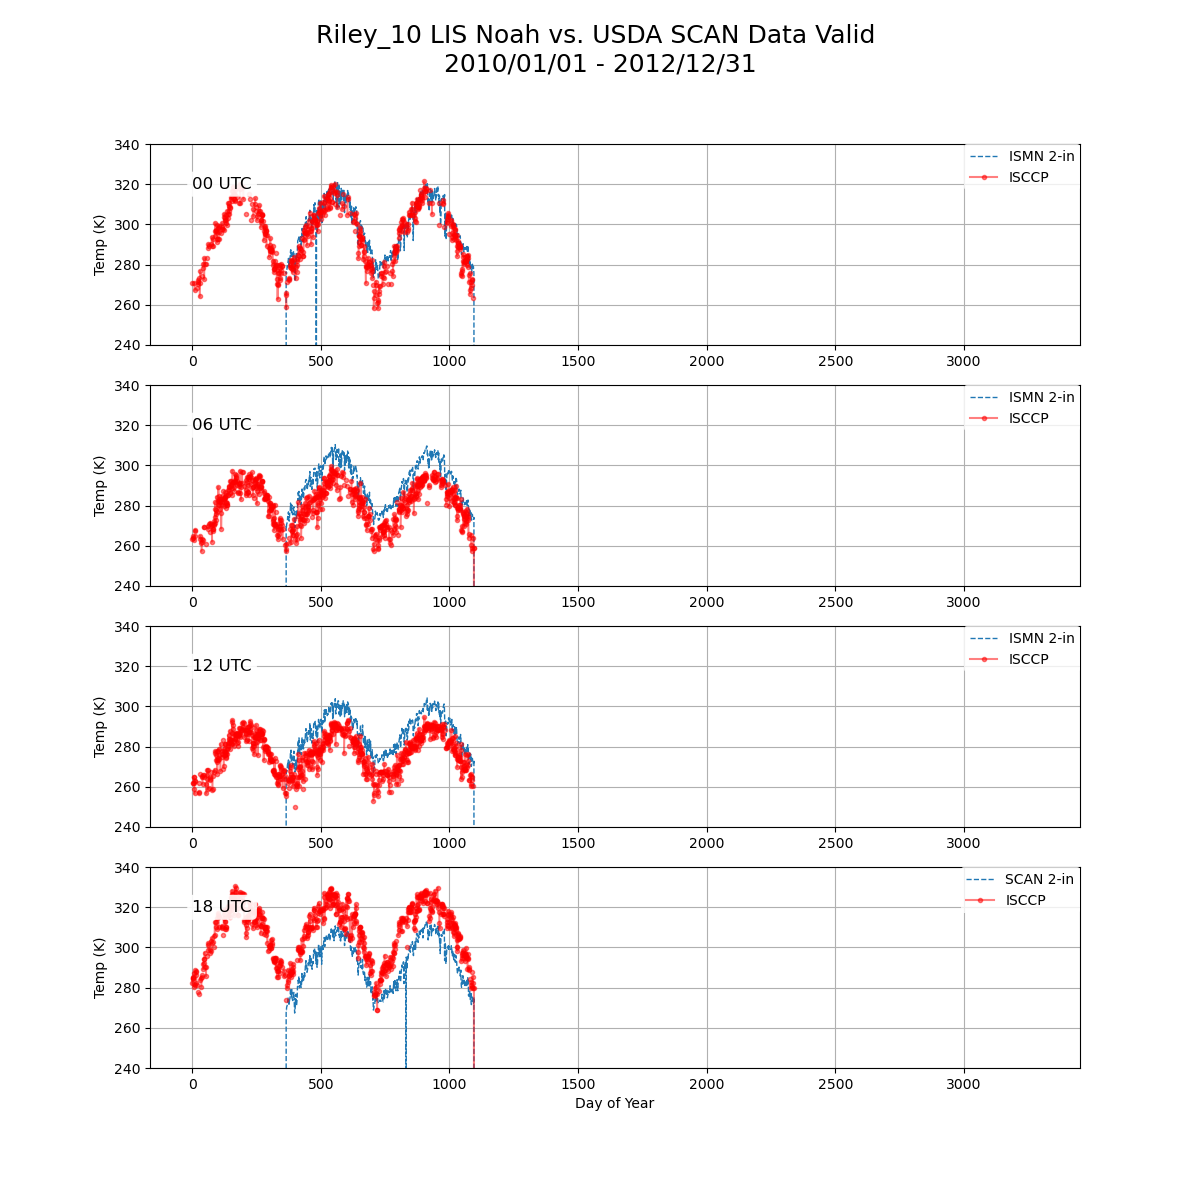 Riley_10 LIS Noah vs. USDA SCAN Data Valid
2010/01/01 - 2012/12/31
340
320
300
280
260
240
Temp (K)
00 UTC
ISMN 2-in
ISCCP
0 500 1000 1500 2000 2500 3000
340
320
300
280
260
240
Temp (K)
06 UTC
ISMN 2-in
ISCCP
0 500 1000 1500 2000 2500 3000
340
320
300
280
260
240
Temp (K)
12 UTC
ISMN 2-in
ISCCP
0 500 1000 1500 2000 2500 3000
340
320
300
280
260
240
Temp (K)
18 UTC
SCAN 2-in
ISCCP
0 500 1000 1500 2000 2500 3000
Day of Year